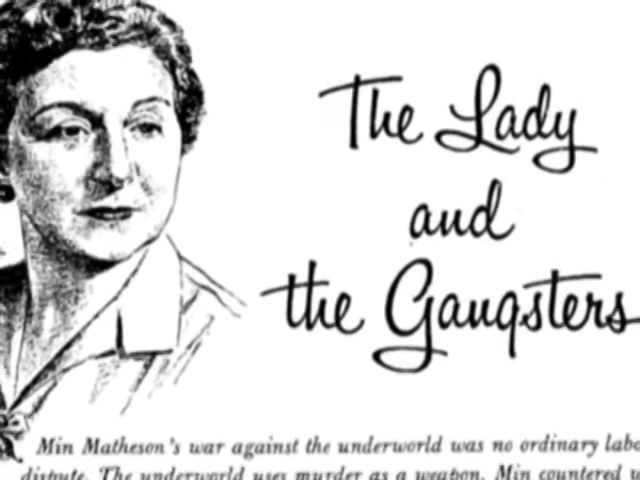 The Lady
and
the Gangsters
Min Matheson's war against the underworld was no ordinary labo
dispute. The underworld uses murder as a weapon. Min countered